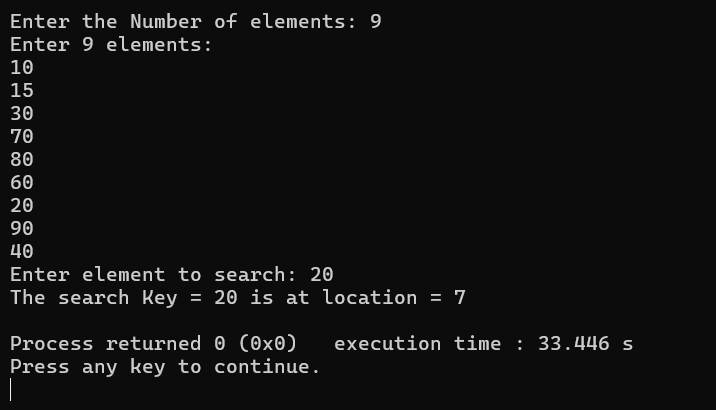 Enter the Number of elements: 9
Enter 9 elements:
10
15
30
70
80
60
20
90
40
Enter element to search: 20
The search Key = 20 is at location = 7
Process returned 0 (0x0)   execution time : 33.446 s
Press any key to continue.